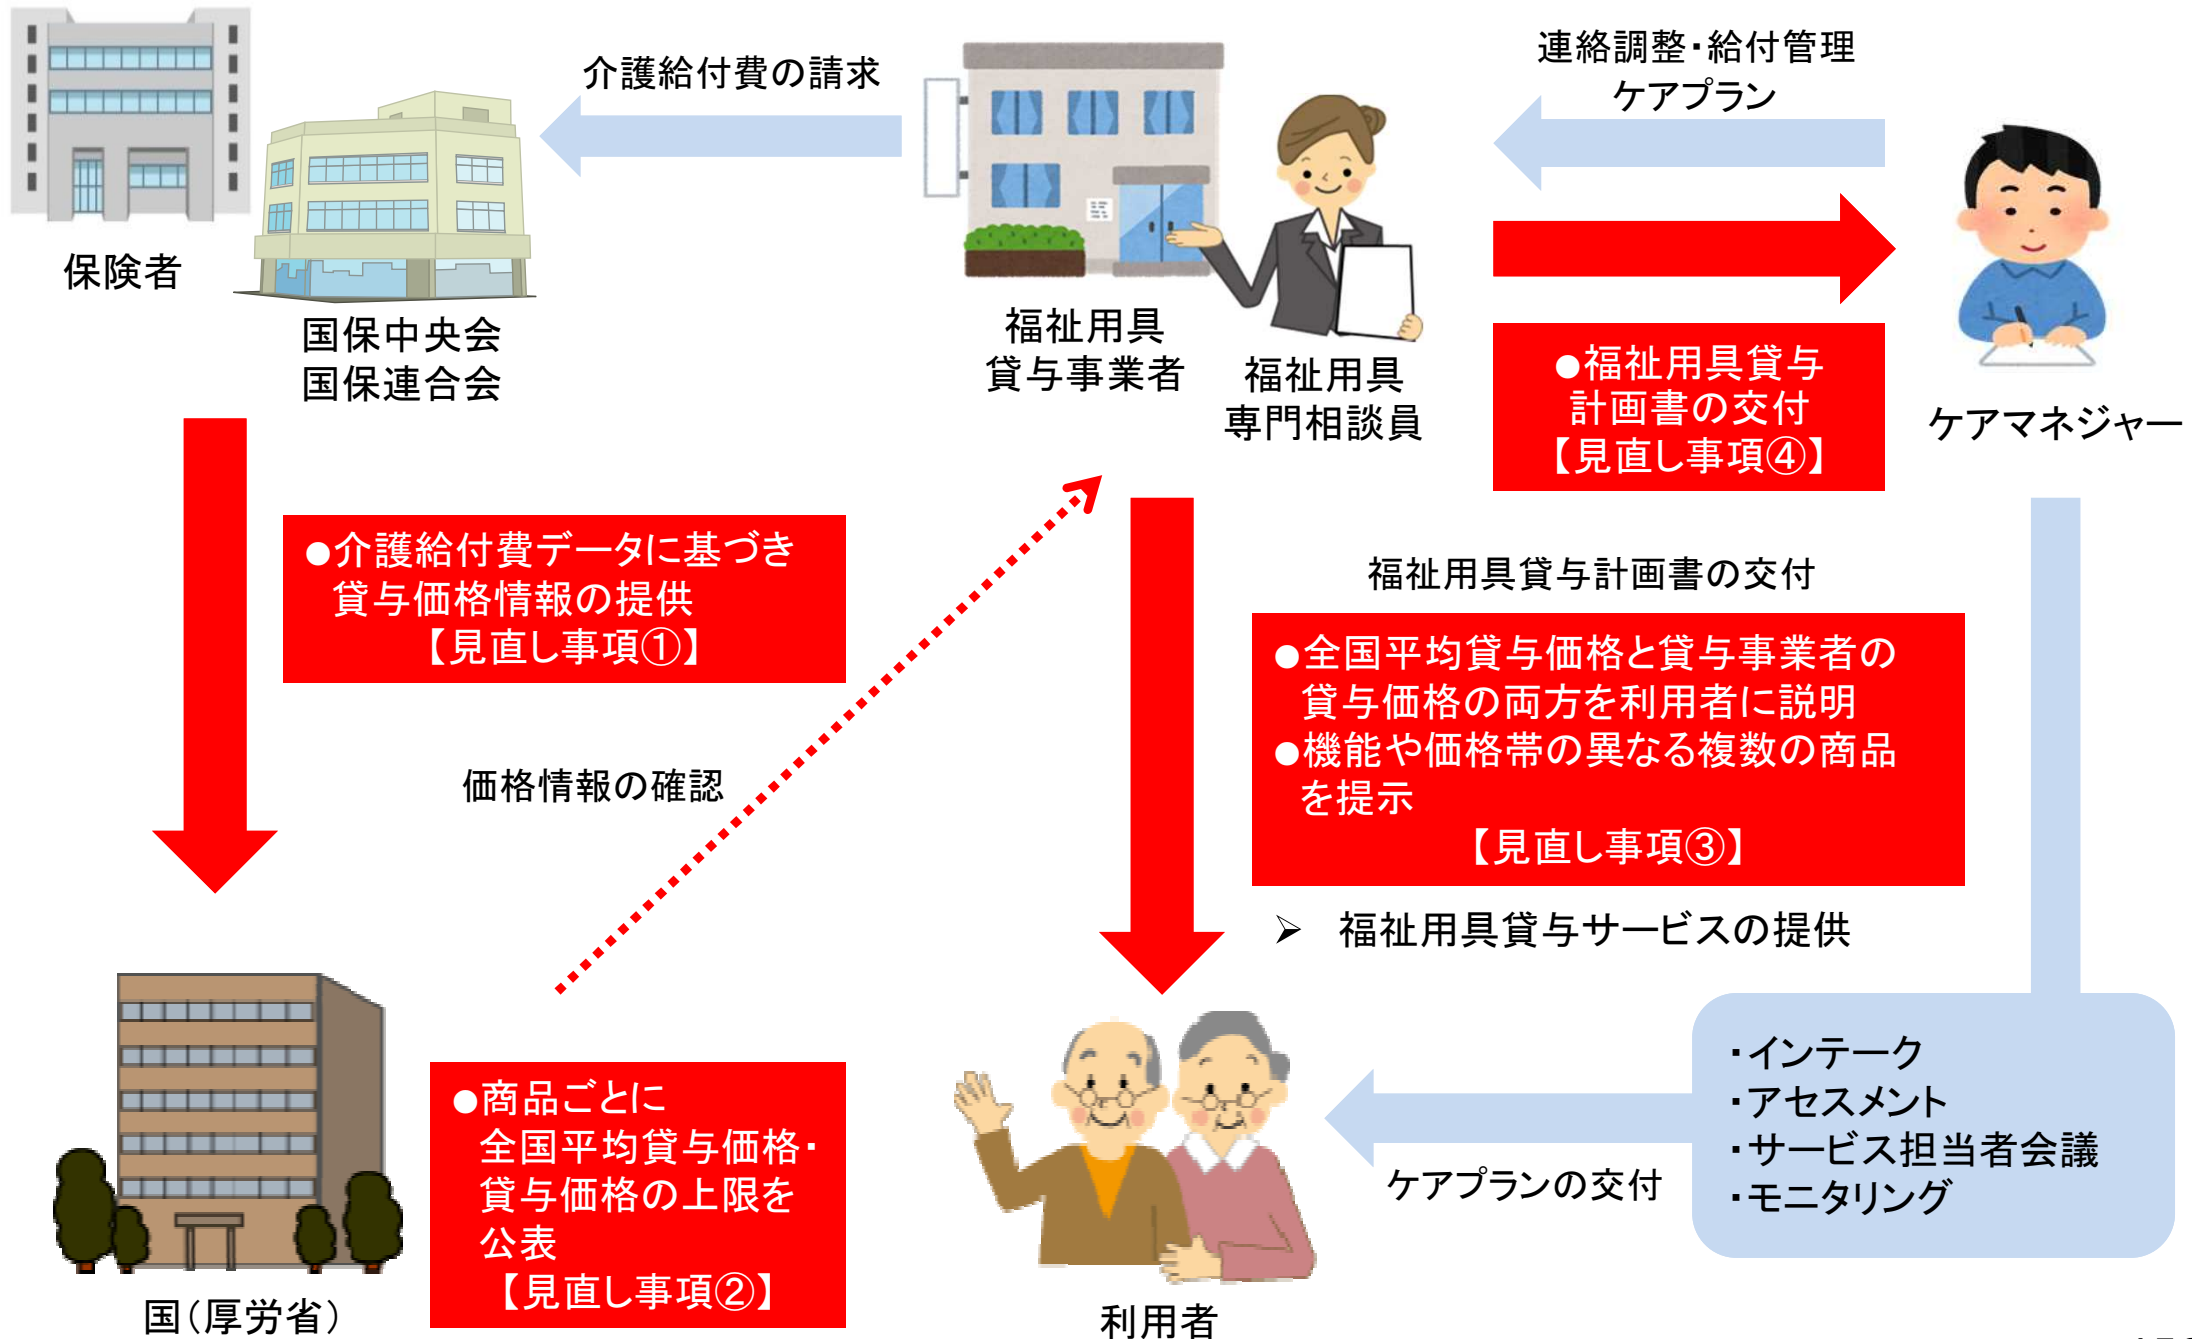 介護給付費の請求
連絡調整・給付管理
ケアプラン
保険者
国保中央会
国保連合会
福祉用具
貸与事業者
福祉用具
専門相談員
●福祉用具貸与
計画書の交付
【見直し事項④】
ケアマネジャー
●介護給付費データに基づき
貸与価格情報の提供
【見直し事項①】
福祉用具貸与計画書の交付
●全国平均貸与価格と貸与事業者の
貸与価格の両方を利用者に説明
●機能や価格帯の異なる複数の商品
を提示
【見直し事項③】
価格情報の確認
➢ 福祉用具貸与サービスの提供
●商品ごとに
全国平均貸与価格・
貸与価格の上限を
公表
【見直し事項②】
・インテーク
・アセスメント
・サービス担当者会議
・モニタリング
ケアプランの交付
国（厚労省）
利用者